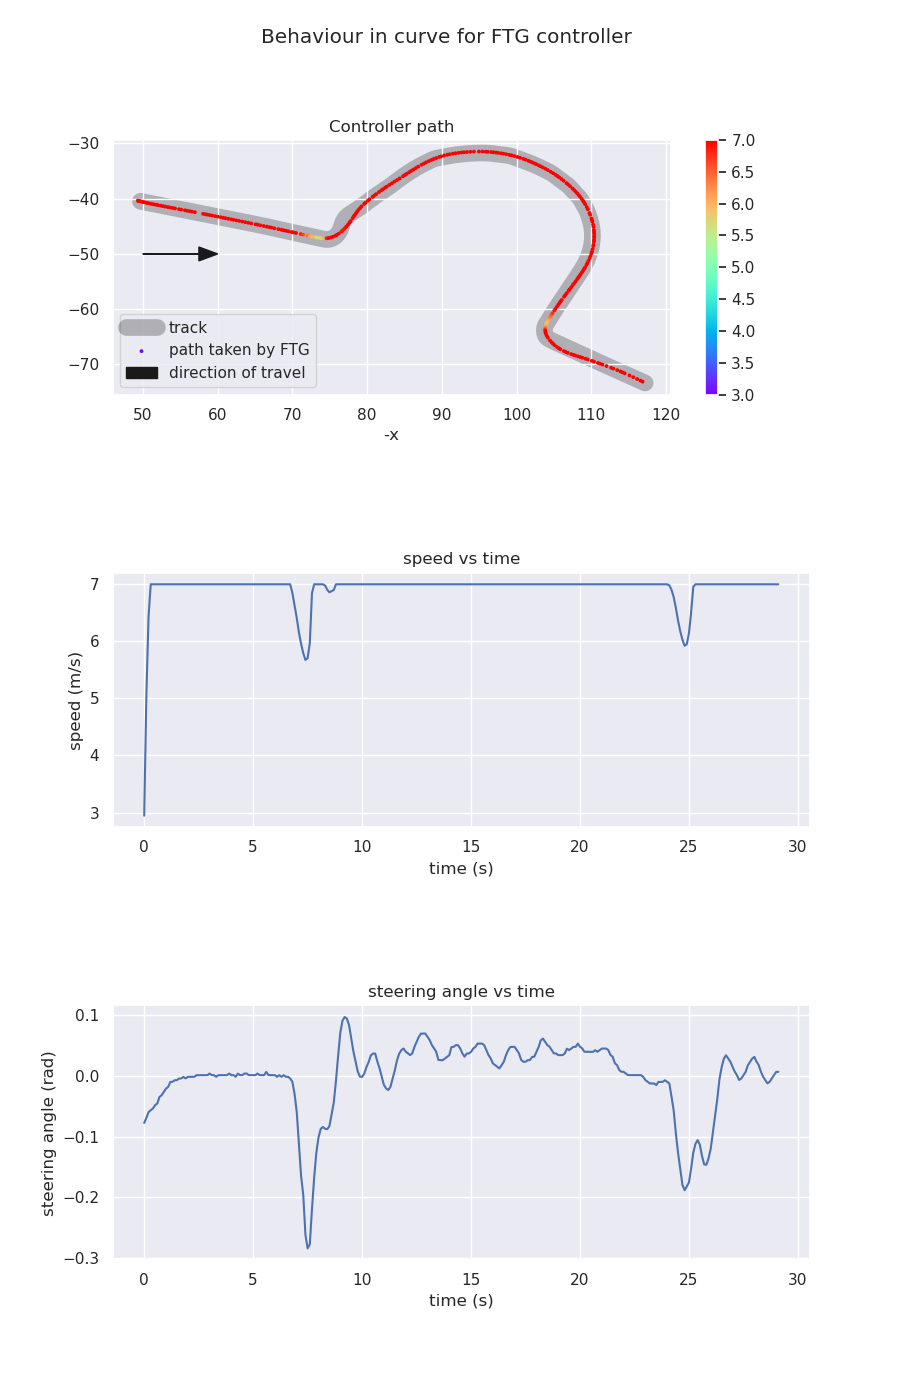 Behaviour in curve for FTG controller
Controller path
−30
−40
−50
−60
−70
track
path taken by FTG
direction of travel
50 60 70 80 90 100 110 120
-x
7.0
6.5
6.0
5.5
5.0
4.5
4.0
3.5
3.0
speed vs time
speed (m/s)
7
6
5
4
3
0 5 10 15 20 25 30
time (s)
steering angle vs time
steering angle (rad)
0.1
0.0
−0.1
−0.2
−0.3
0 5 10 15 20 25 30
time (s)